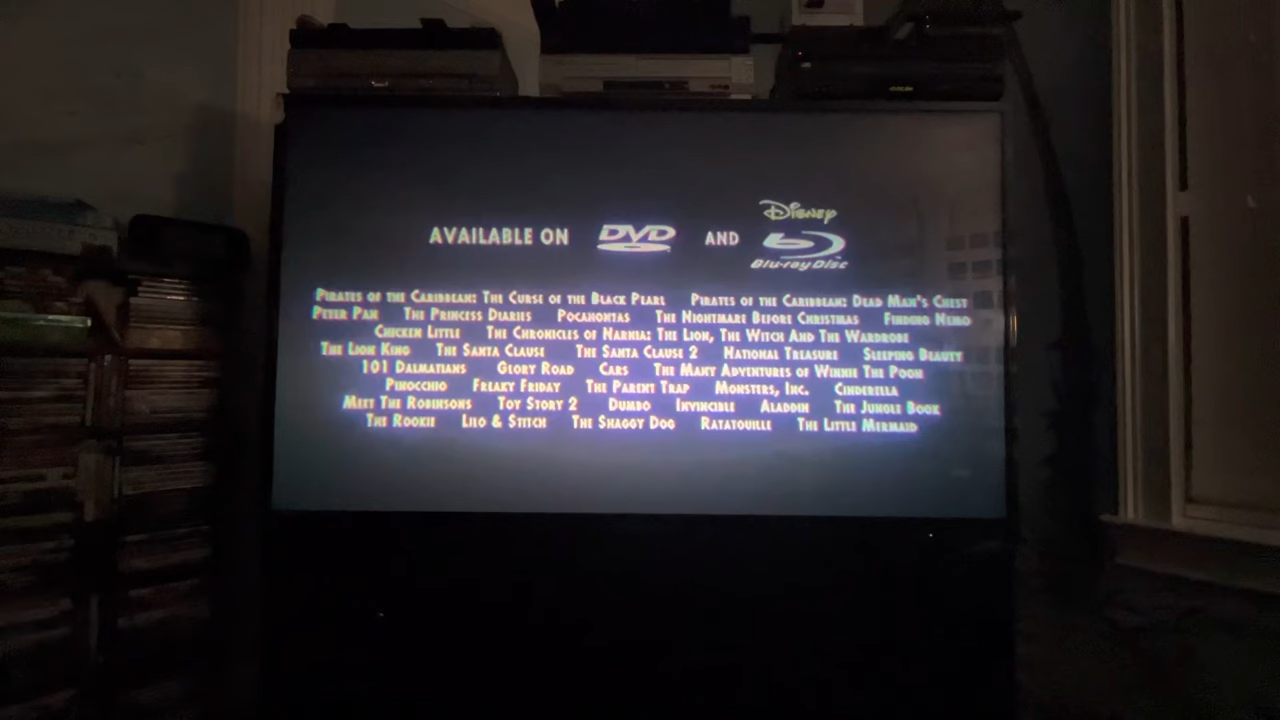 Disney
AVAILABLE ON DVD AND Blu-ray Disc
Pirates of the Caribbean: The Curse of the Black Pearl Pirates of the Caribbean: Dead Man's Chest
Peter Pan The Princess Diaries Pocahontas The Nightmare Before Christmas Finding Nemo
Chicken Little The Chronicles of Narnia: The Lion, The Witch And The Wardrobe
The Lion King The Santa Clause The Santa Clause 2 National Treasure Sleeping Beauty
101 Dalmatians Glory Road Cars The Many Adventures of Winnie The Pooh
Pinocchio Freaky Friday The Parent Trap Monsters, Inc. Cinderella
Meet The Robinsons Toy Story 2 Dumbo Invincible Aladdin The Jungle Book
The Rookie Lilo & Stitch The Shaggy Dog Ratatouille The Little Mermaid